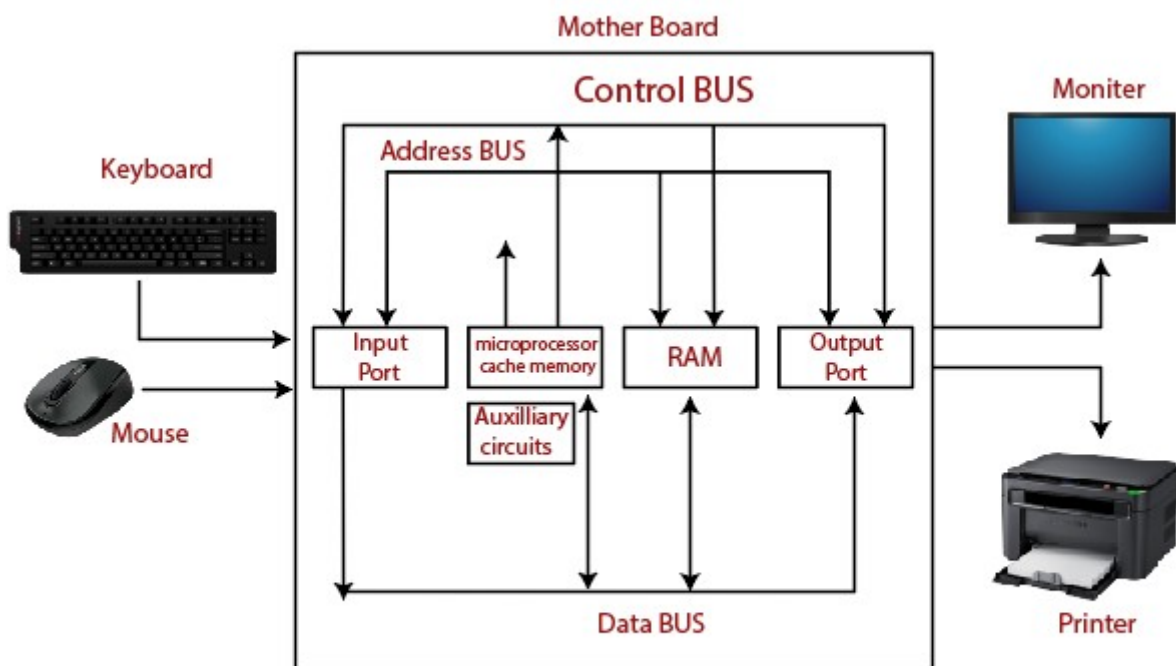 Mother Board
Control BUS
Moniter
Address BUS
Keyboard
Input
Port
microprocessor
cache memory
RAM
Output
Port
Auxilliary
circuits
Mouse
Data BUS
Printer